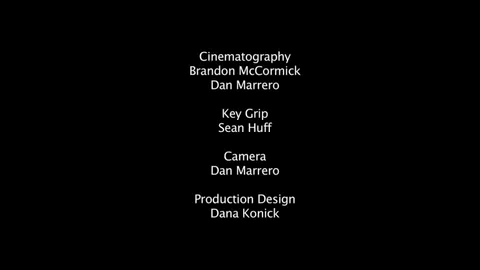 Cinematography
Brandon McCormick
Dan Marrero
Key Grip
Sean Huff
Camera
Dan Marrero
Production Design
Dana Konick